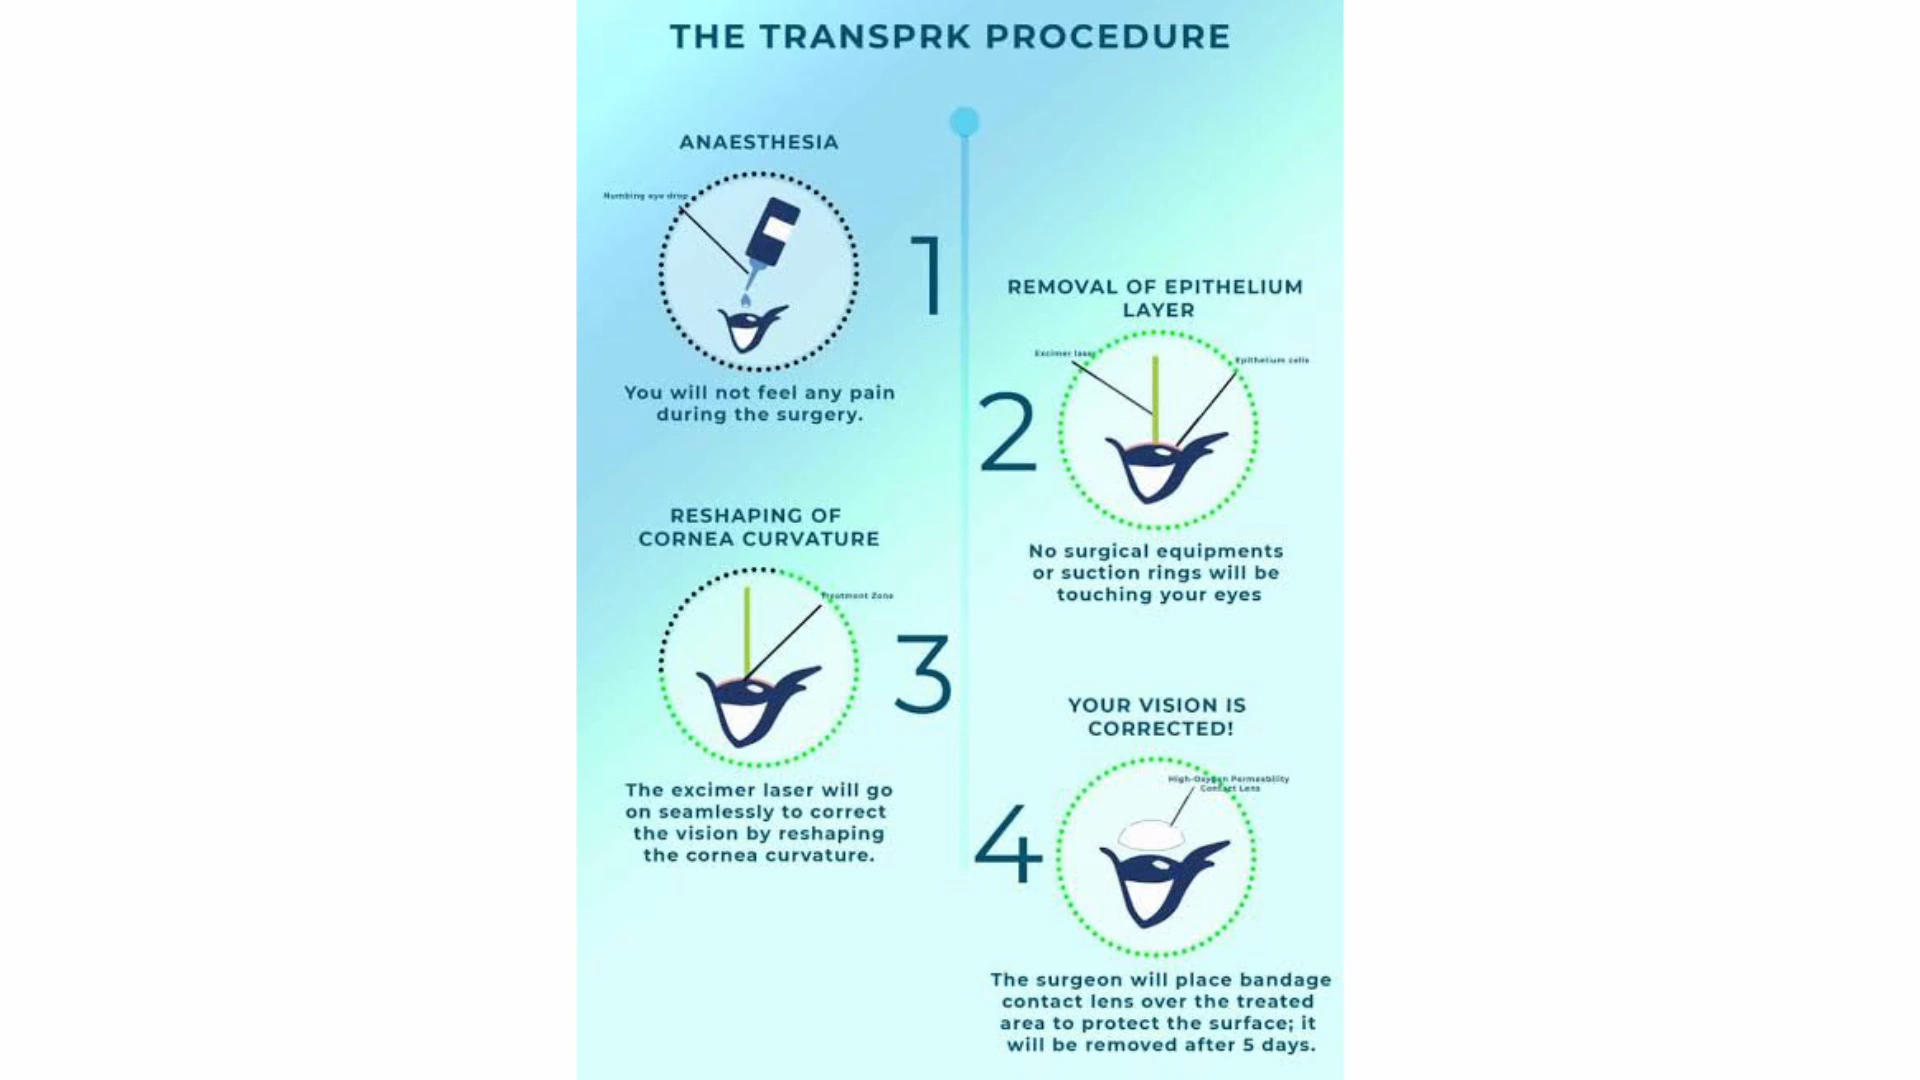 THE TRANSPRK PROCEDURE
ANAESTHESIA
Numbing eye drop
1
You will not feel any pain
during the surgery.
REMOVAL OF EPITHELIUM
LAYER
Excimer laser
Epithelium cells
2
No surgical equipments
or suction rings will be
touching your eyes
RESHAPING OF
CORNEA CURVATURE
Treatment Zone
3
The excimer laser will go
on seamlessly to correct
the vision by reshaping
the cornea curvature.
YOUR VISION IS
CORRECTED!
High-Oxygen Permeability
Contact Lens
4
The surgeon will place bandage
contact lens over the treated
area to protect the surface; it
will be removed after 5 days.